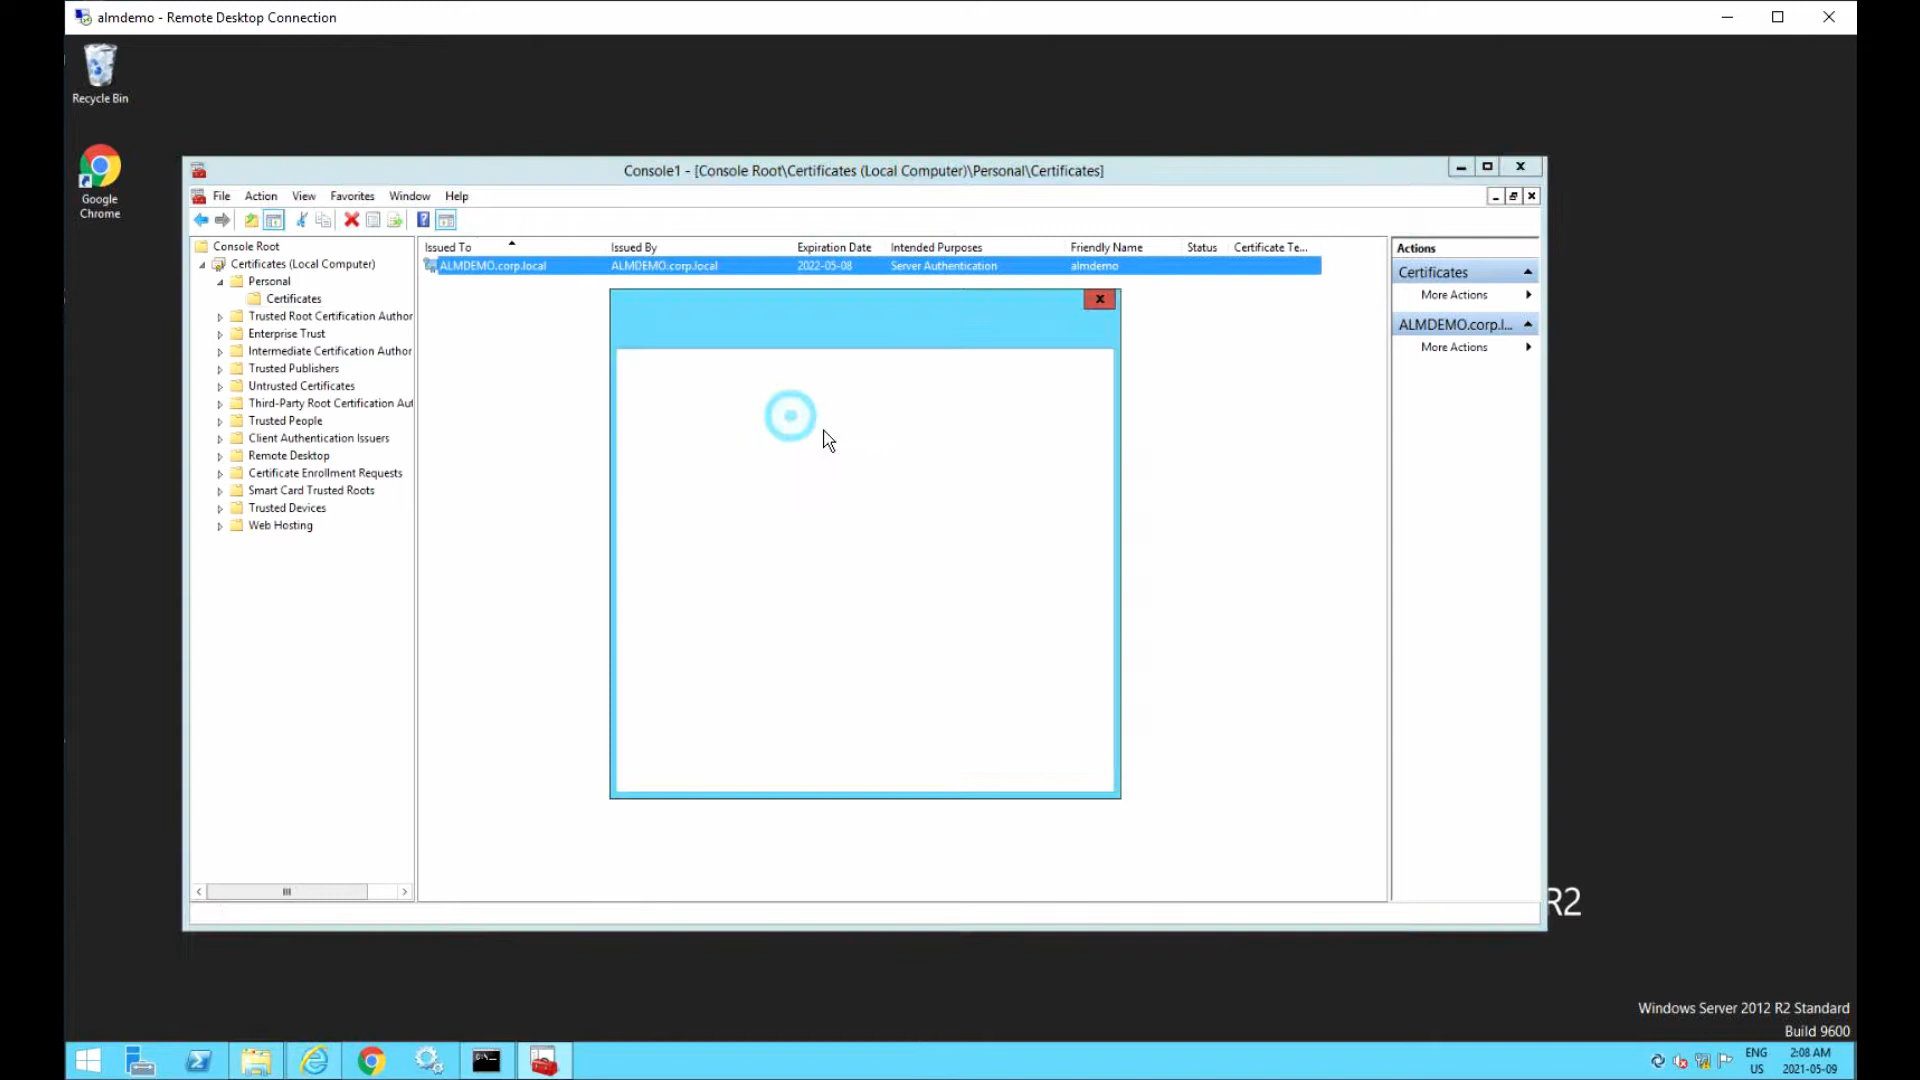 almdemo - Remote Desktop Connection
Recycle Bin
Google
Chrome
Console1 - [Console Root\Certificates (Local Computer)\Personal\Certificates]
File Action View Favorites Window Help
Console Root
Certificates (Local Computer)
Personal
Certificates
Trusted Root Certification Author
Enterprise Trust
Intermediate Certification Author
Trusted Publishers
Untrusted Certificates
Third-Party Root Certification Aut
Trusted People
Client Authentication Issuers
Remote Desktop
Certificate Enrollment Requests
Smart Card Trusted Roots
Trusted Devices
Web Hosting
Issued To Issued By Expiration Date Intended Purposes Friendly Name Status Certificate Te...
ALMDEMO.corp.local ALMDEMO.corp.local 2022-05-08 Server Authentication almdemo
Actions
Certificates
More Actions
ALMDEMO.corp.l...
More Actions
R2
Windows Server 2012 R2 Standard
Build 9600
ENG
US
2:08 AM
2021-05-09